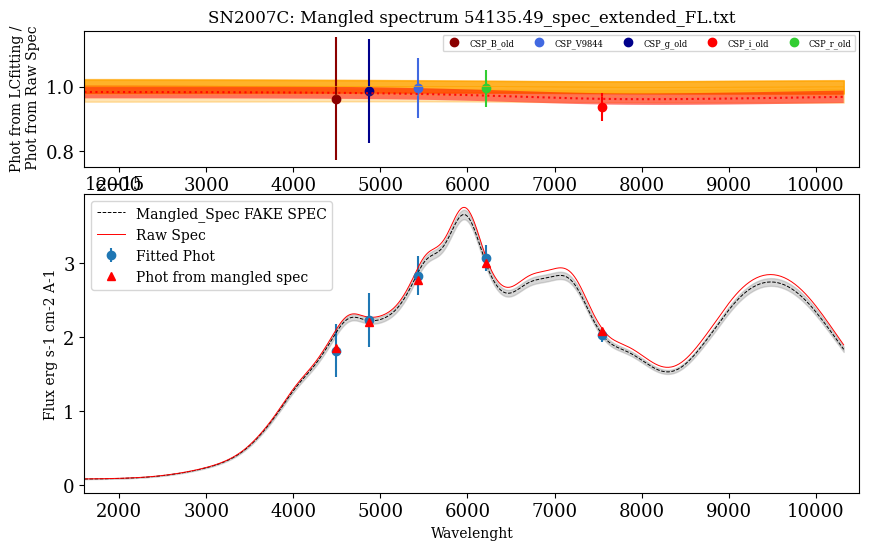 SN2007C: Mangled spectrum 54135.49_spec_extended_FL.txt
Phot from LCfitting /
Phot from Raw Spec
CSP_B_old CSP_V9844 CSP_g_old CSP_i_old CSP_r_old
1.0
0.8
2000 3000 4000 5000 6000 7000 8000 9000 10000
1e−15
Mangled_Spec FAKE SPEC
Raw Spec
Fitted Phot
Phot from mangled spec
Flux erg s-1 cm-2 A-1
3
2
1
0
2000 3000 4000 5000 6000 7000 8000 9000 10000
Wavelenght